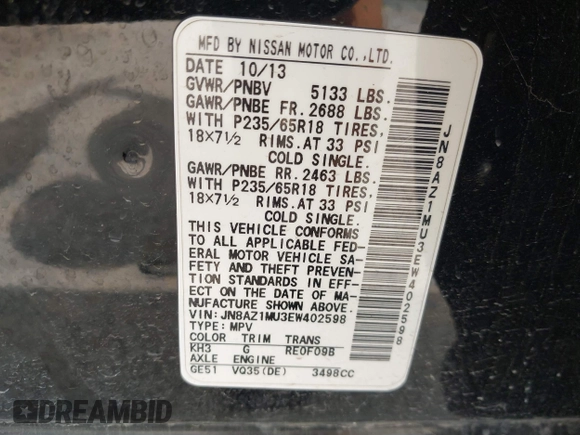 MFD BY NISSAN MOTOR CO.,LTD.
DATE 10/13
GVWR/PNBV 5133 LBS.
GAWR/PNBE FR. 2688 LBS.
WITH P235/65R18 TIRES,
18×7½ RIMS.AT 33 PSI
COLD SINGLE.
GAWR/PNBE RR. 2463 LBS.
WITH P235/65R18 TIRES,
18×7½ RIMS.AT 33 PSI
COLD SINGLE.
THIS VEHICLE CONFORMS
TO ALL APPLICABLE FED-
ERAL MOTOR VEHICLE SA-
FETY AND THEFT PREVEN-
TION STANDARDS IN EFF-
ECT ON THE DATE OF MA-
NUFACTURE SHOWN ABOVE.
VIN: JN8AZ1MU3EW402598
TYPE: MPV
COLOR TRIM TRANS
KH3 G RE0F09B
AXLE ENGINE
GE51 VQ35(DE) 3498CC
JN8AZ1MU3EW402598
DREAMBID